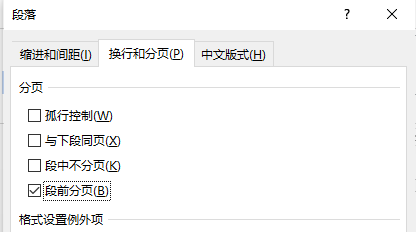 段落
缩进和间距(I)
换行和分页(P)
中文版式(H)
分页
孤行控制(W)
与下段同页(X)
段中不分页(K)
段前分页(B)
格式设置例外项